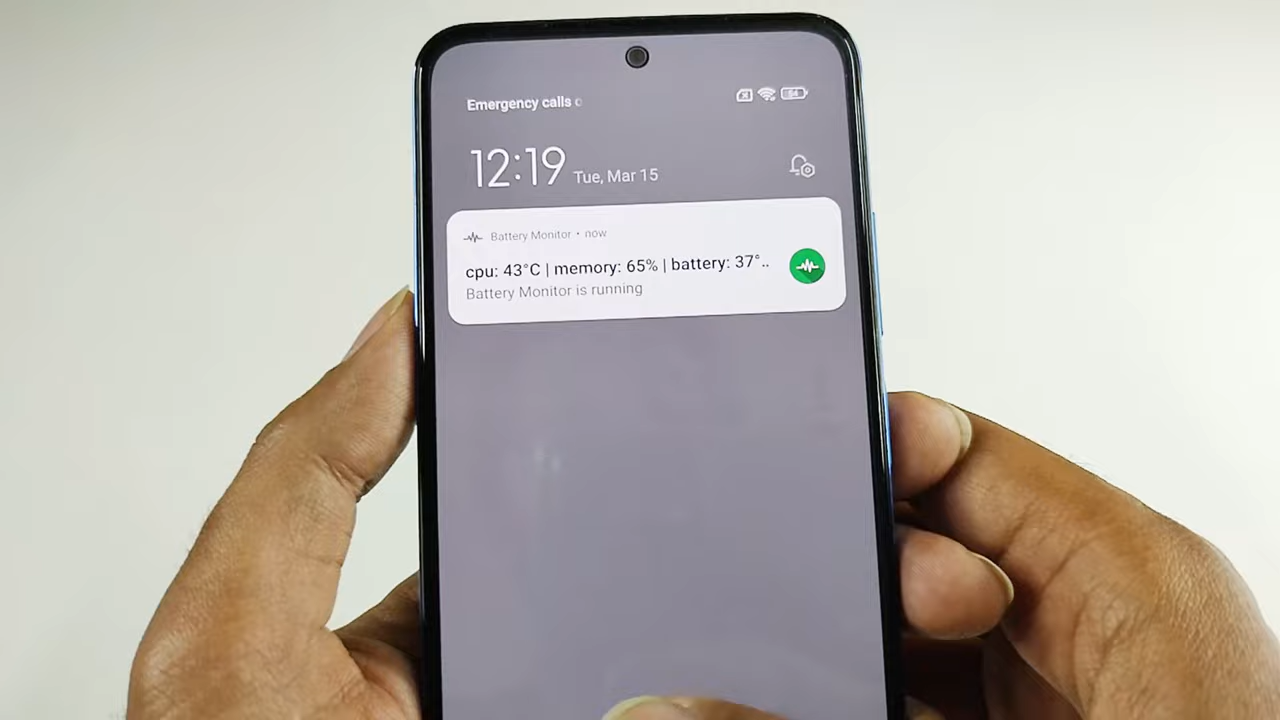 Emergency calls
54
12:19 Tue, Mar 15
Battery Monitor • now
cpu: 43°C | memory: 65% | battery: 37°..
Battery Monitor is running